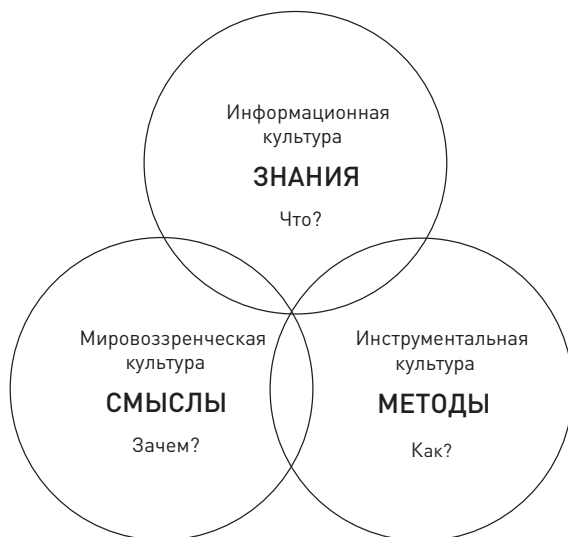 Информационная
культура
ЗНАНИЯ
Что?
Мировоззренческая
культура
СМЫСЛЫ
Зачем?
Инструментальная
культура
МЕТОДЫ
Как?